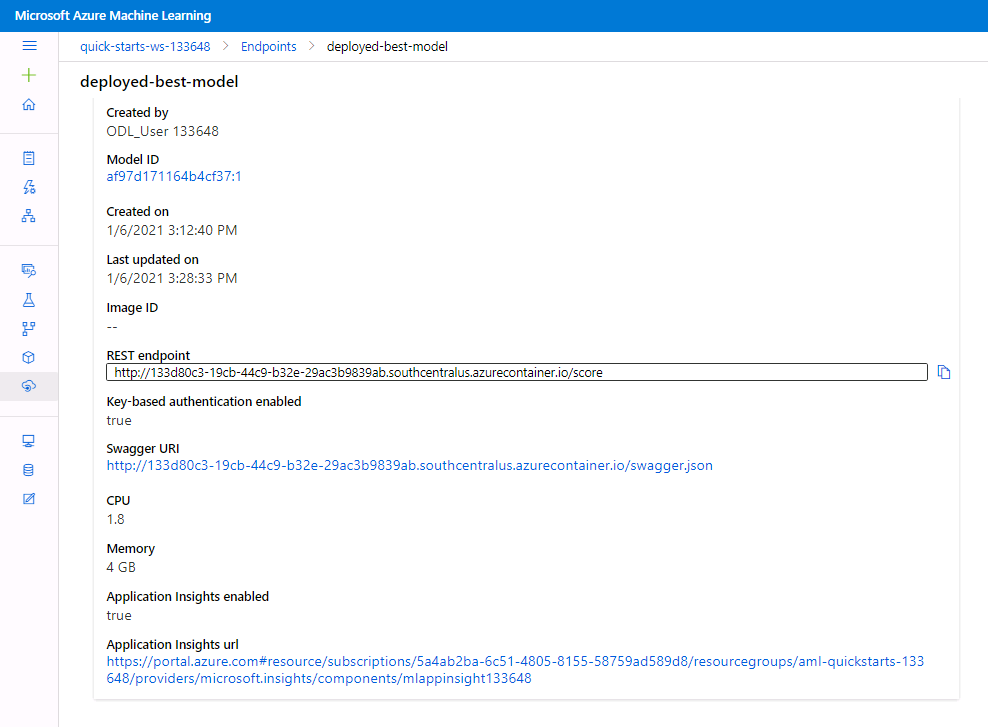 Microsoft Azure Machine Learning
quick-starts-ws-133648 > Endpoints > deployed-best-model
deployed-best-model
Created by
ODL_User 133648
Model ID
af97d171164b4cf37:1
Created on
1/6/2021 3:12:40 PM
Last updated on
1/6/2021 3:28:33 PM
Image ID
--
REST endpoint
http://133d80c3-19cb-44c9-b32e-29ac3b9839ab.southcentralus.azurecontainer.io/score
Key-based authentication enabled
true
Swagger URI
http://133d80c3-19cb-44c9-b32e-29ac3b9839ab.southcentralus.azurecontainer.io/swagger.json
CPU
1.8
Memory
4 GB
Application Insights enabled
true
Application Insights url
https://portal.azure.com#resource/subscriptions/5a4ab2ba-6c51-4805-8155-58759ad589d8/resourcegroups/aml-quickstarts-133
648/providers/microsoft.insights/components/mlappinsight133648